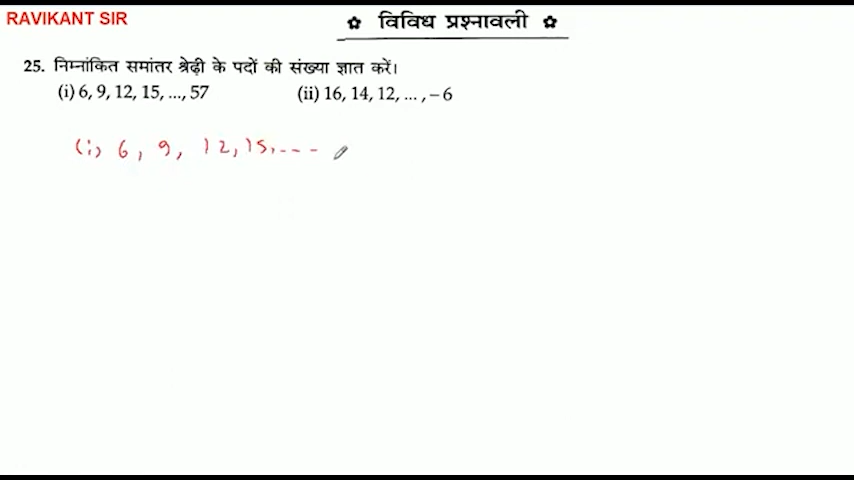 RAVIKANT SIR
✿ विविध प्रश्नावली ✿
25. निम्नांकित समांतर श्रेढ़ी के पदों की संख्या ज्ञात करें।
(i) 6, 9, 12, 15, ..., 57 (ii) 16, 14, 12, ... , – 6
(i) 6, 9, 12, 15, ----